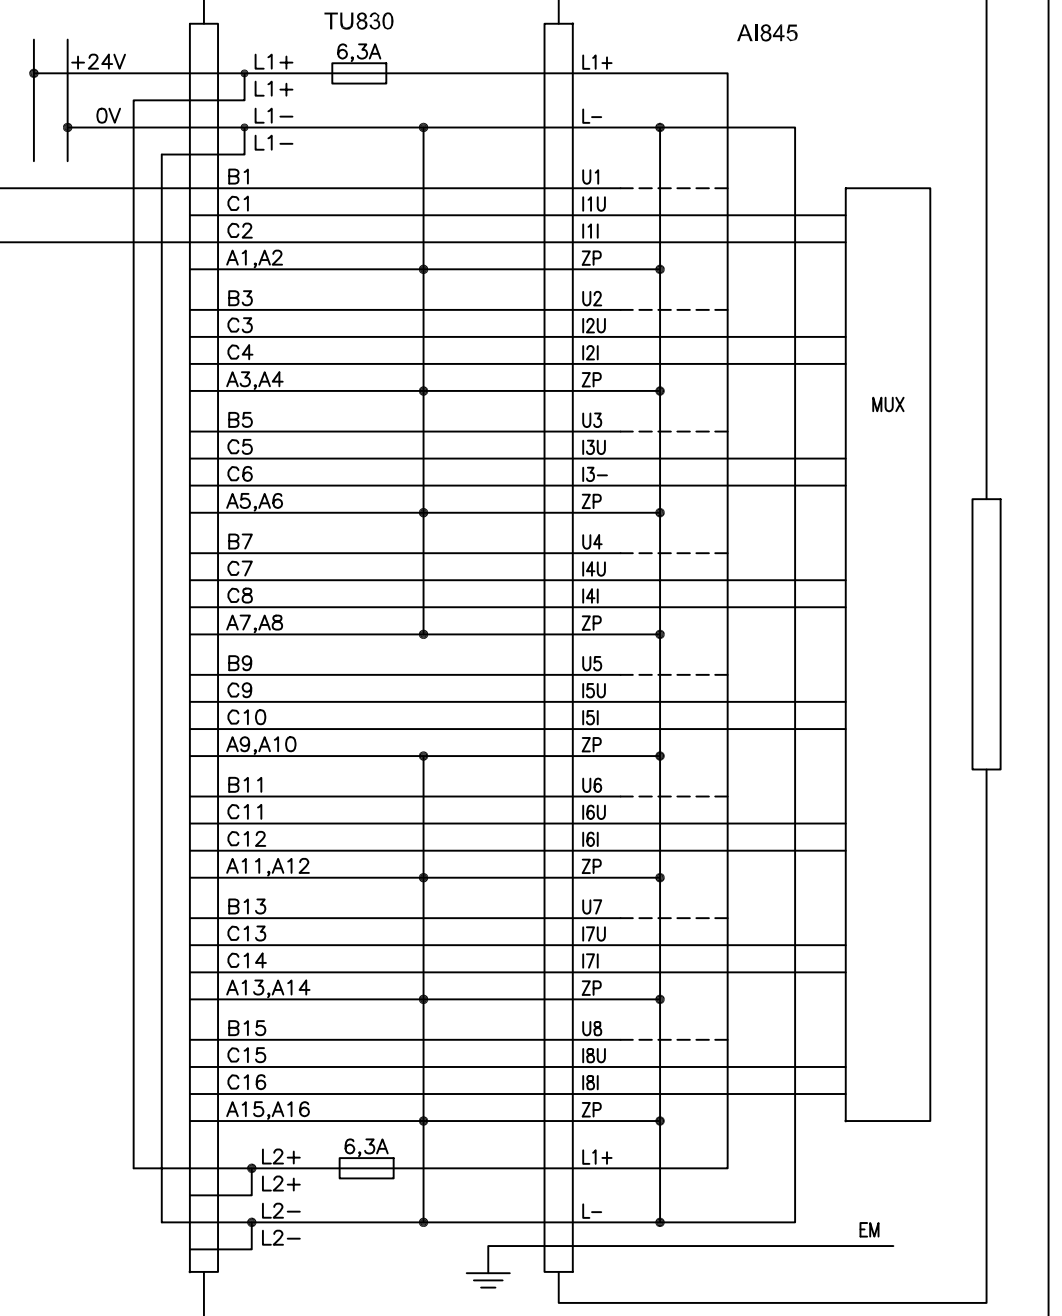 TU830
AI845
6,3A
+24V L1+ L1+
L1+
0V L1- L-
L1-
B1 U1
C1 I1U
C2 I1I
A1,A2 ZP
B3 U2
C3 I2U
C4 I2I
A3,A4 ZP
MUX
B5 U3
C5 I3U
C6 I3-
A5,A6 ZP
B7 U4
C7 I4U
C8 I4I
A7,A8 ZP
B9 U5
C9 I5U
C10 I5I
A9,A10 ZP
B11 U6
C11 I6U
C12 I6I
A11,A12 ZP
B13 U7
C13 I7U
C14 I7I
A13,A14 ZP
B15 U8
C15 I8U
C16 I8I
A15,A16 ZP
6,3A
L2+ L1+
L2+
L2- L-
L2-
EM